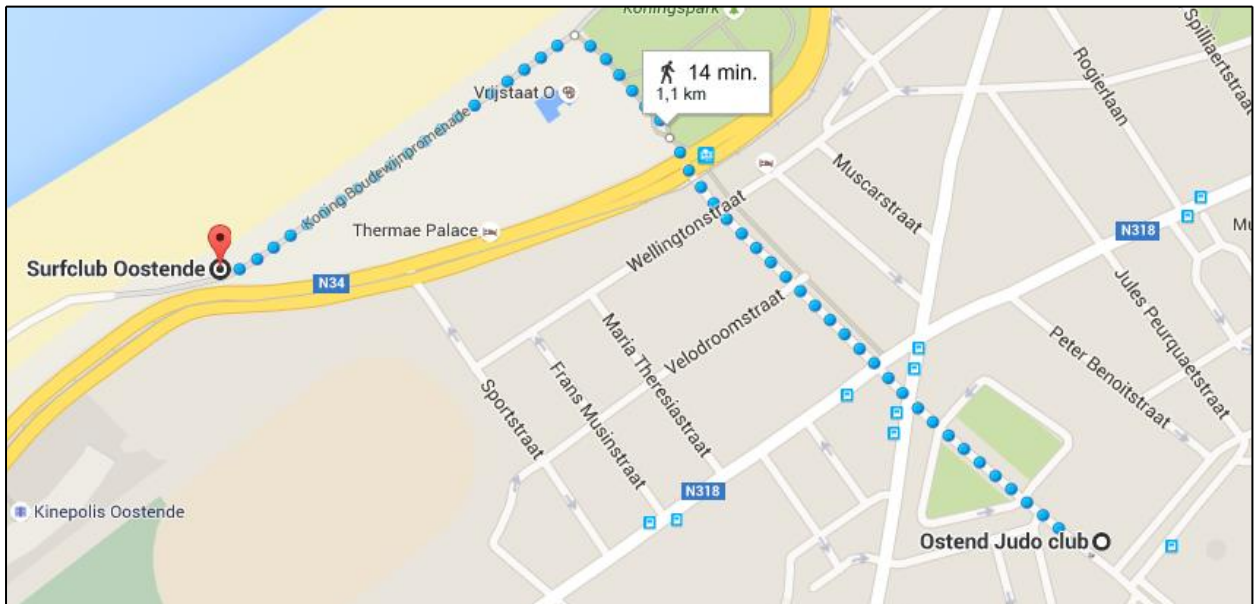 Koningspark
14 min.
1,1 km
Vrijstaat O
Koning Boudewijnpromenade
Thermae Palace
Surfclub Oostende
N34
Wellingtonstraat
Muscarstraat
Rogierlaan
Spilliaertstraat
N318
Mu
Velodroomstraat
Maria Theresiastraat
Frans Musinstraat
Sportstraat
Jules Peurquaetstraat
Peter Benoitstraat
N318
Kinepolis Oostende
Ostend Judo club